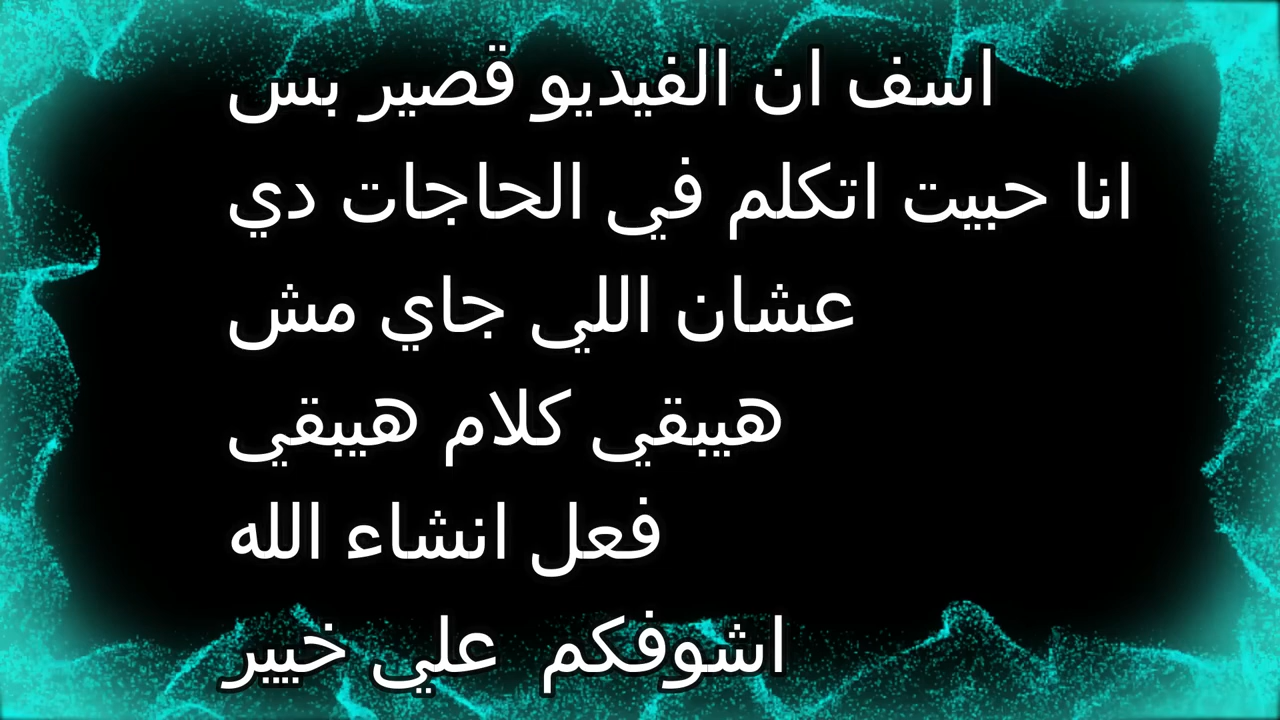 اسف ان الفيديو قصير بس
انا حبيت اتكلم في الحاجات دي
عشان اللي جاي مش
هيبقي كلام هيبقي
فعل انشاء الله
اشوفكم علي خيير